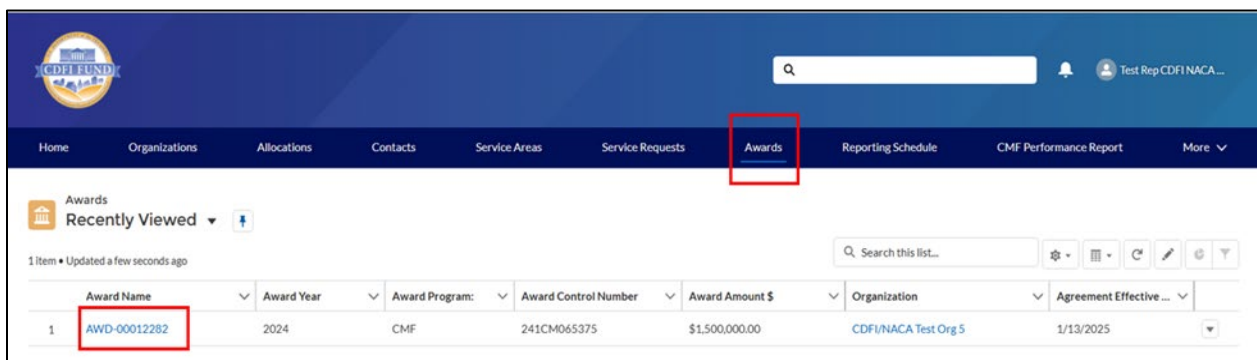 CDFI FUND
Test Rep CDFI NACA ...
Home Organizations Allocations Contacts Service Areas Service Requests Awards Reporting Schedule CMF Performance Report More
Awards
Recently Viewed
1 item • Updated a few seconds ago
Search this list...
Award Name Award Year Award Program: Award Control Number Award Amount $ Organization Agreement Effective ...
1 AWD-00012282 2024 CMF 241CM065375 $1,500,000.00 CDFI/NACA Test Org 5 1/13/2025